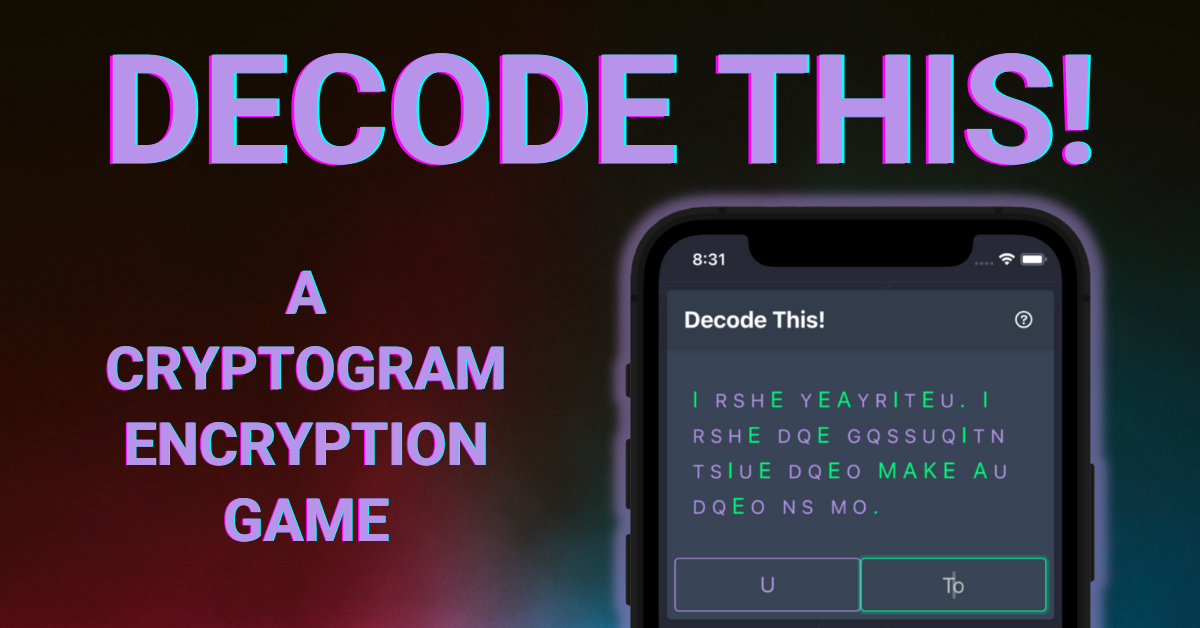 DECODE THIS!
A
CRYPTOGRAM
ENCRYPTION
GAME
8:31
Decode This!
?
I RSHE YEAYRITEU. I
RSHE DQE GQSSUQITN
TSIUE DQEO MAKE AU
DQEO NS MO.
U
To